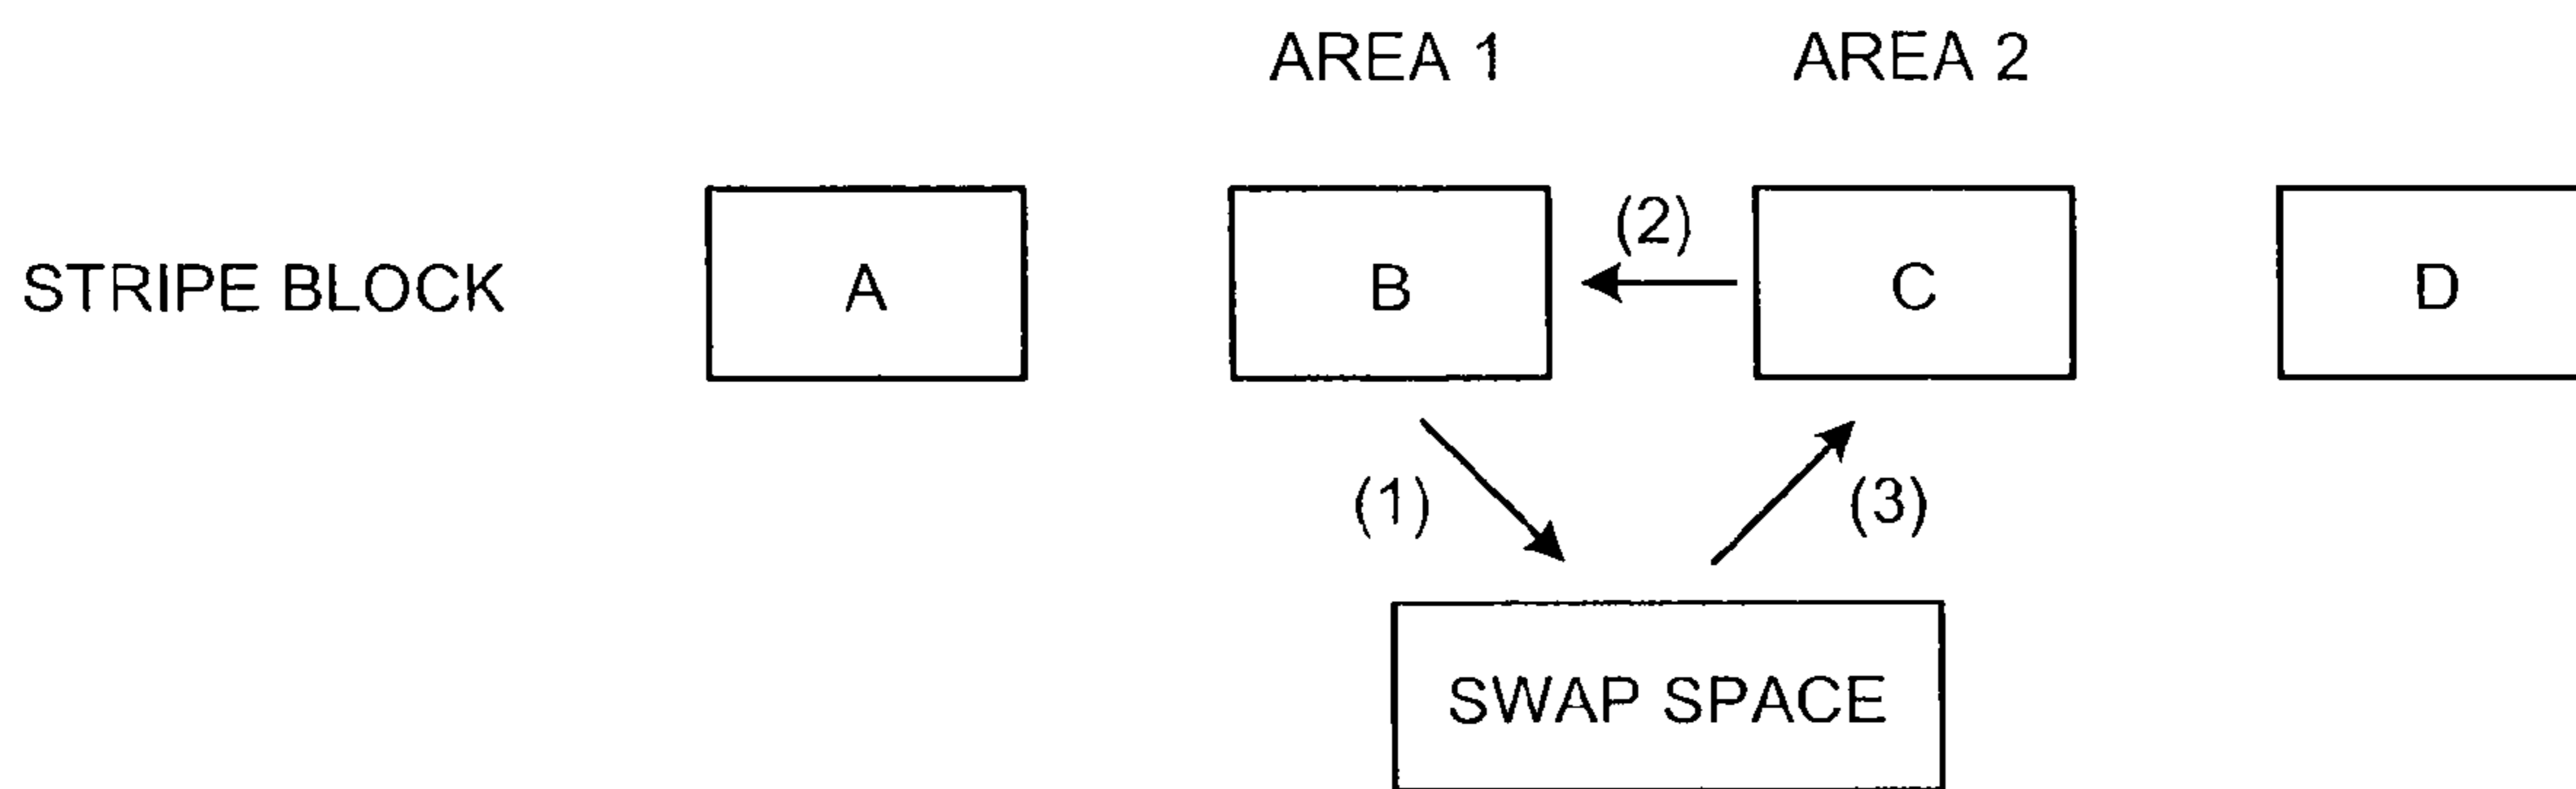 AREA 1 AREA 2
(2)
STRIPE BLOCK A B C D
(1) (3)
SWAP SPACE